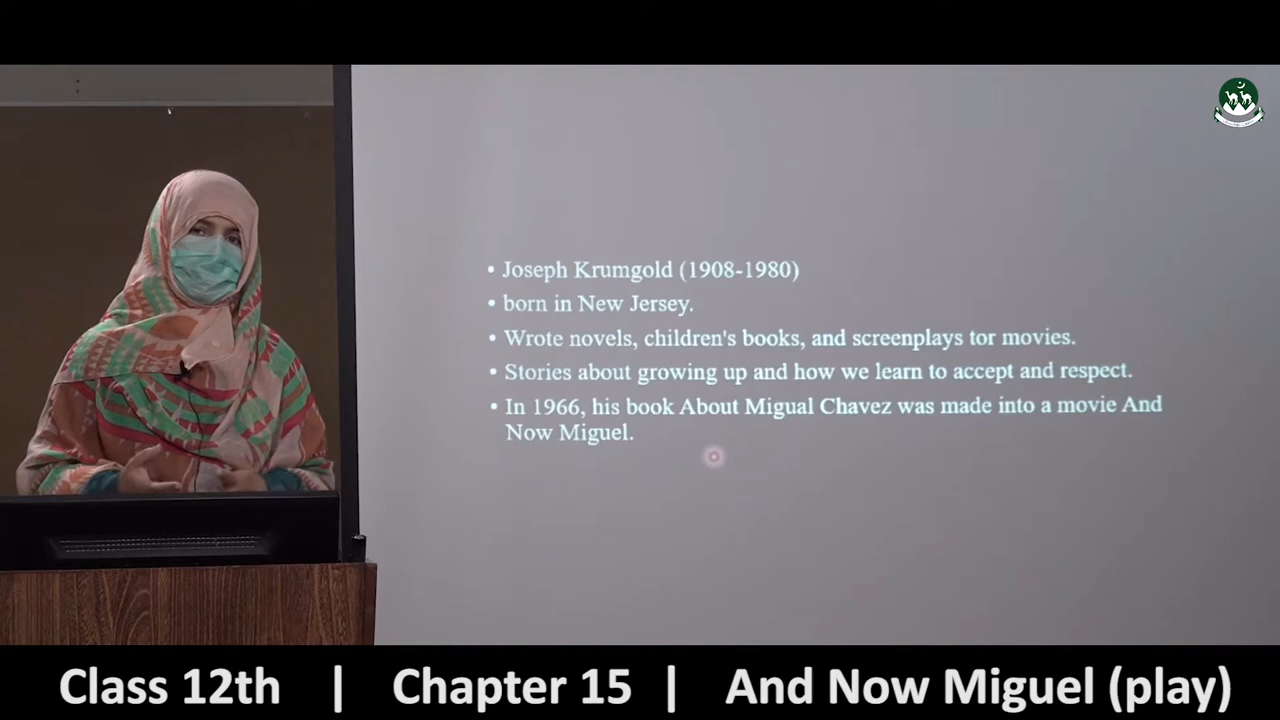 • Joseph Krumgold (1908-1980)
• born in New Jersey.
• Wrote novels, children's books, and screenplays tor movies.
• Stories about growing up and how we learn to accept and respect.
• In 1966, his book About Migual Chavez was made into a movie And
Now Miguel.
Class 12th | Chapter 15 | And Now Miguel (play)